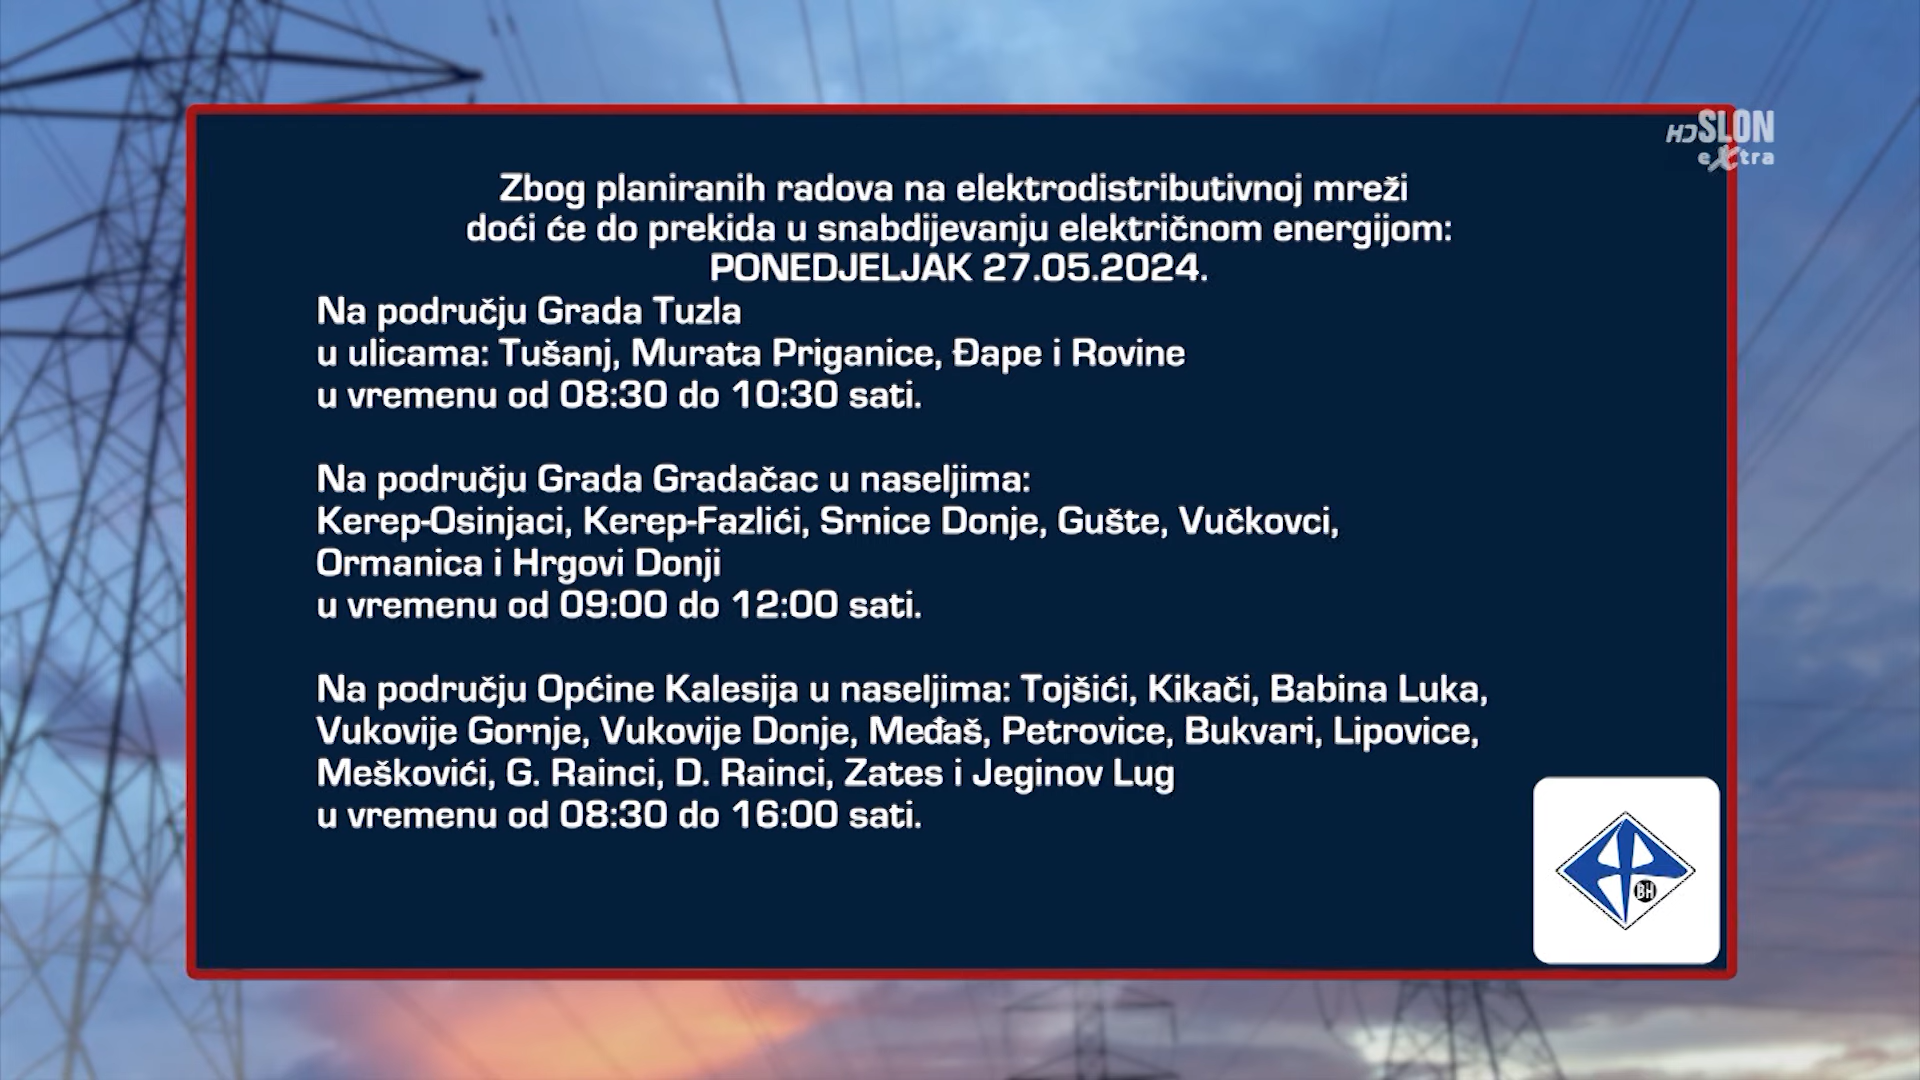 HD SLON
extra
Zbog planiranih radova na elektrodistributivnoj mreži
doći će do prekida u snabdijevanju električnom energijom:
PONEDJELJAK 27.05.2024.
Na području Grada Tuzla
u ulicama: Tušanj, Murata Priganice, Đape i Rovine
u vremenu od 08:30 do 10:30 sati.
Na području Grada Gradačac u naseljima:
Kerep-Osinjaci, Kerep-Fazlići, Srnice Donje, Gušte, Vučkovci,
Ormanica i Hrgovi Donji
u vremenu od 09:00 do 12:00 sati.
Na području Općine Kalesija u naseljima: Tojšići, Kikači, Babina Luka,
Vukovije Gornje, Vukovije Donje, Međaš, Petrovice, Bukvari, Lipovice,
Meškovići, G. Rainci, D. Rainci, Zates i Jeginov Lug
u vremenu od 08:30 do 16:00 sati.
BH